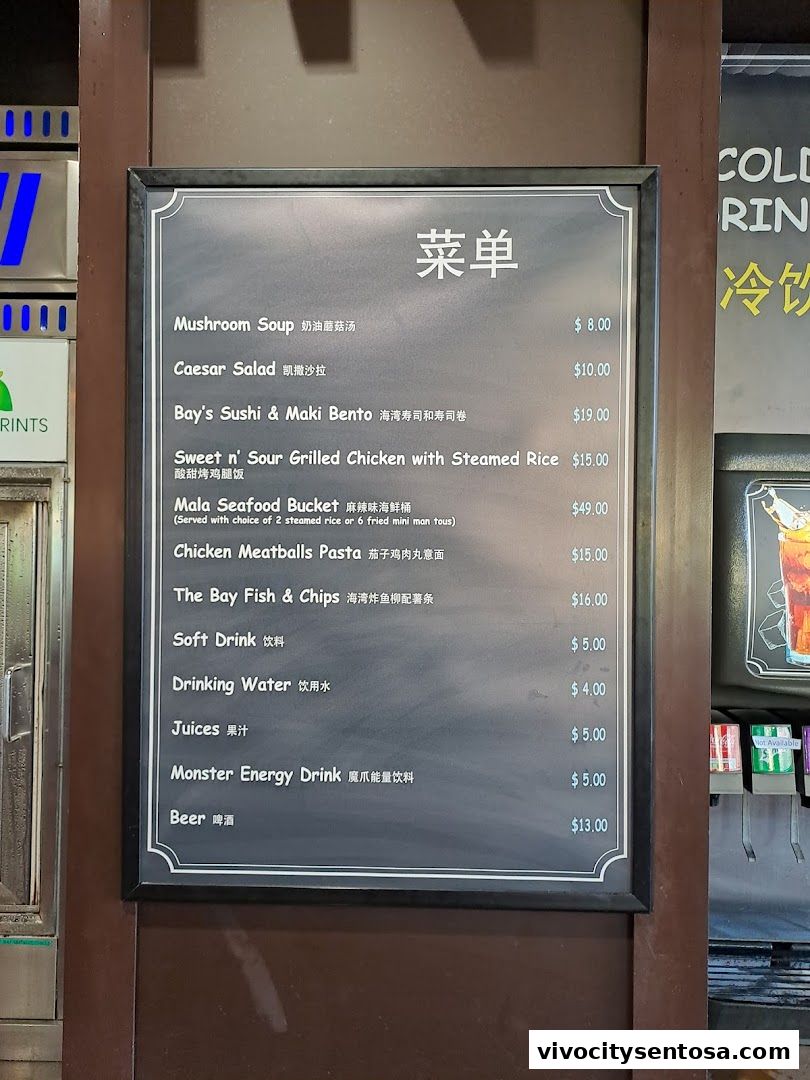 菜单
Mushroom Soup 奶油蘑菇汤 $ 8.00
Caesar Salad 凯撒沙拉 $10.00
Bay's Sushi & Maki Bento 海湾寿司和寿司卷 $19.00
Sweet n' Sour Grilled Chicken with Steamed Rice $15.00
酸甜烤鸡腿饭
Mala Seafood Bucket 麻辣味海鲜桶 $49.00
(Served with choice of 2 steamed rice or 6 fried mini man tous)
Chicken Meatballs Pasta 茄子鸡肉丸意面 $15.00
The Bay Fish & Chips 海湾炸鱼柳配薯条 $16.00
Soft Drink 饮料 $ 5.00
Drinking Water 饮用水 $ 4.00
Juices 果汁 $ 5.00
Monster Energy Drink 魔爪能量饮料 $ 5.00
Beer 啤酒 $13.00
COLD
RIN
冷饮
RINTS
Not Available
vivocitysentosa.com